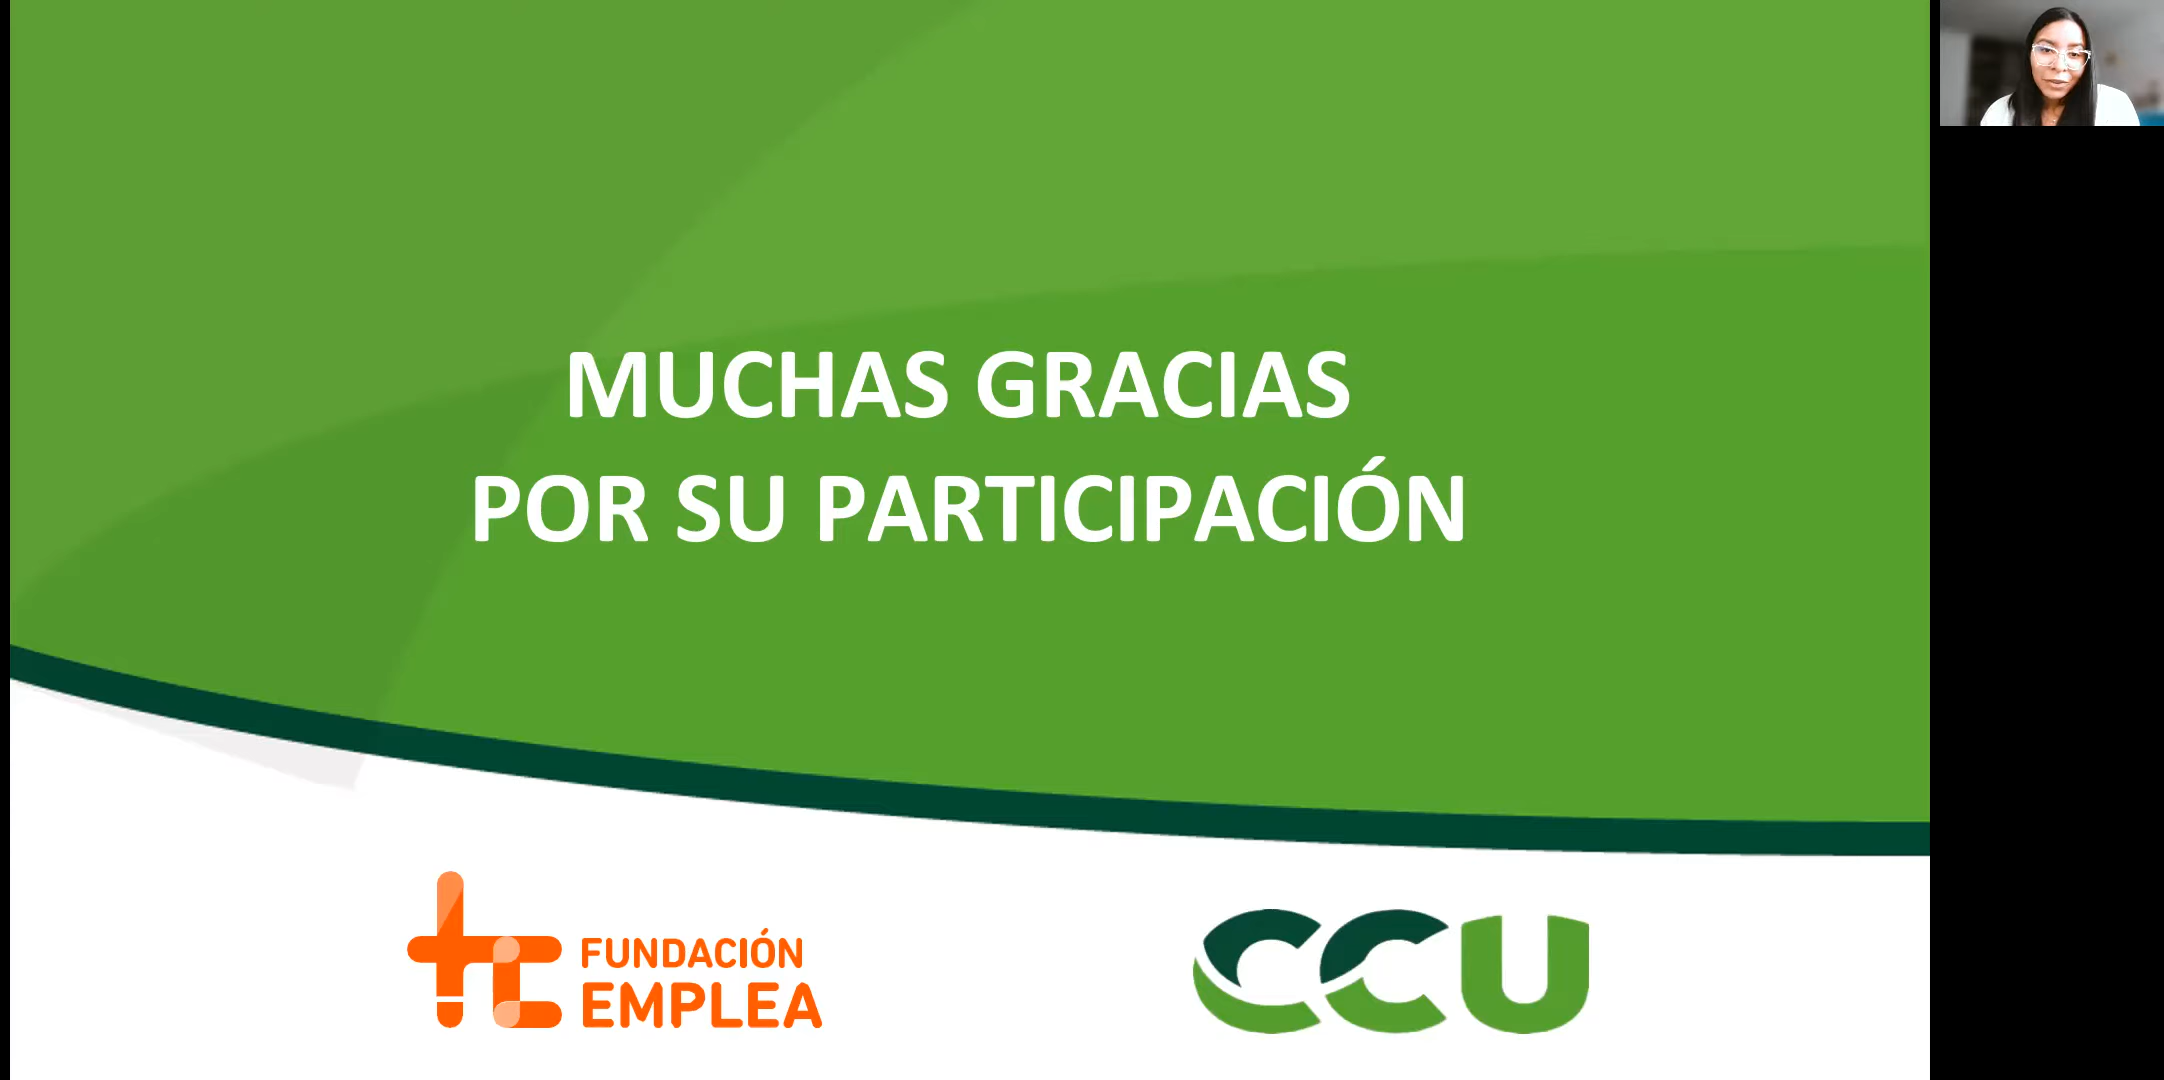 MUCHAS GRACIAS
POR SU PARTICIPACIÓN
FUNDACIÓN
EMPLEA
CCU